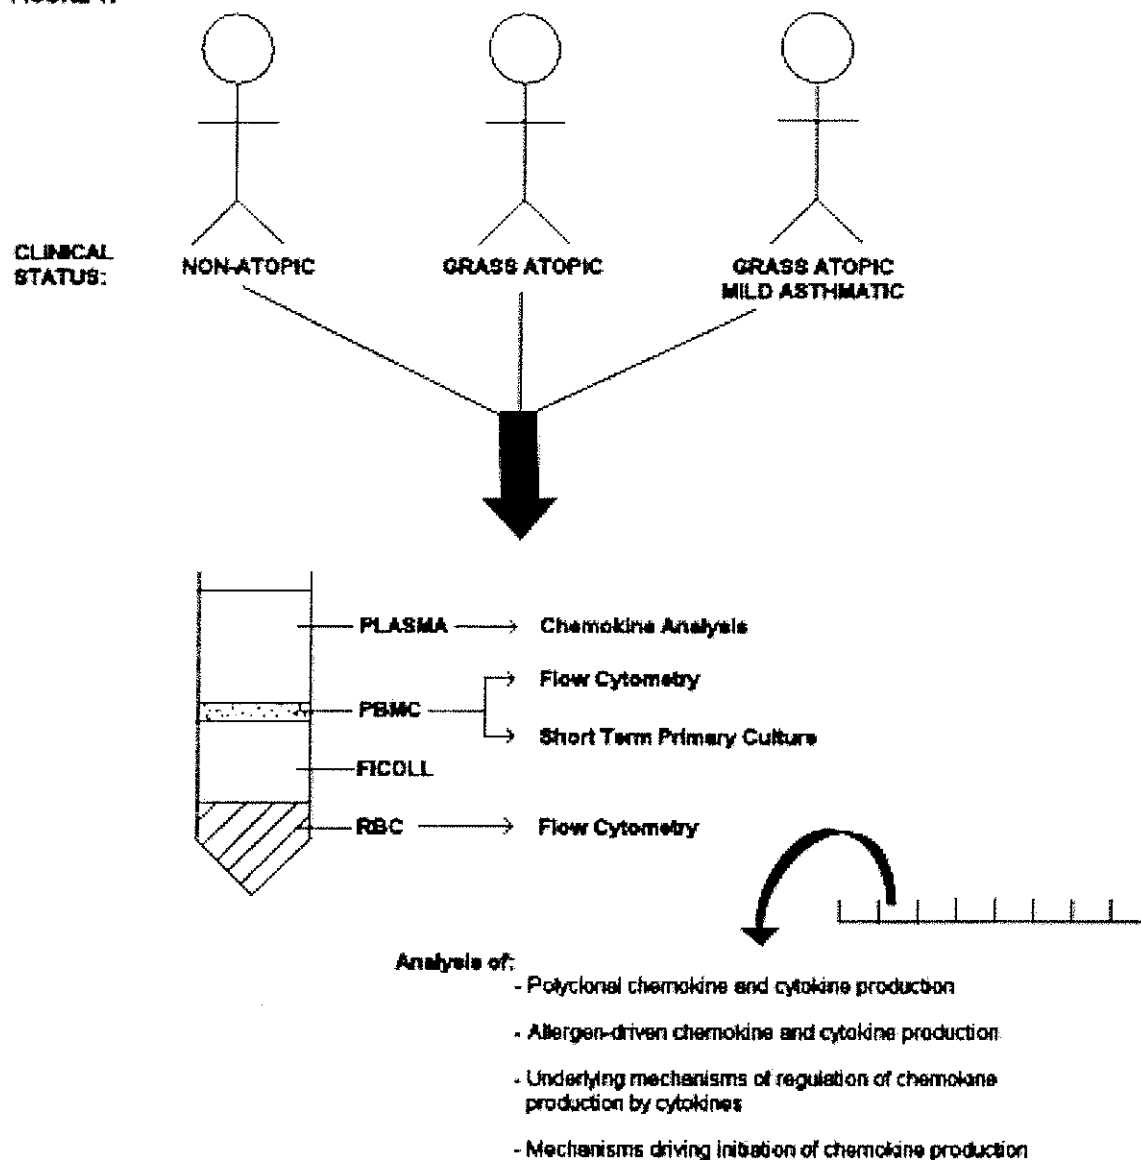 CLINICAL
STATUS:
NON-ATOPIC
GRASS ATOPIC
GRASS ATOPIC
MILD ASTHMATIC
PLASMA
Chemokine Analysis
PBMC
Flow Cytometry
Short Term Primary Culture
FICOLL
RBC
Flow Cytometry
Analysis of:
- Polyclonal chemokine and cytokine production
- Allergen-driven chemokine and cytokine production
- Underlying mechanisms of regulation of chemokine
production by cytokines
- Mechanisms driving initiation of chemokine production